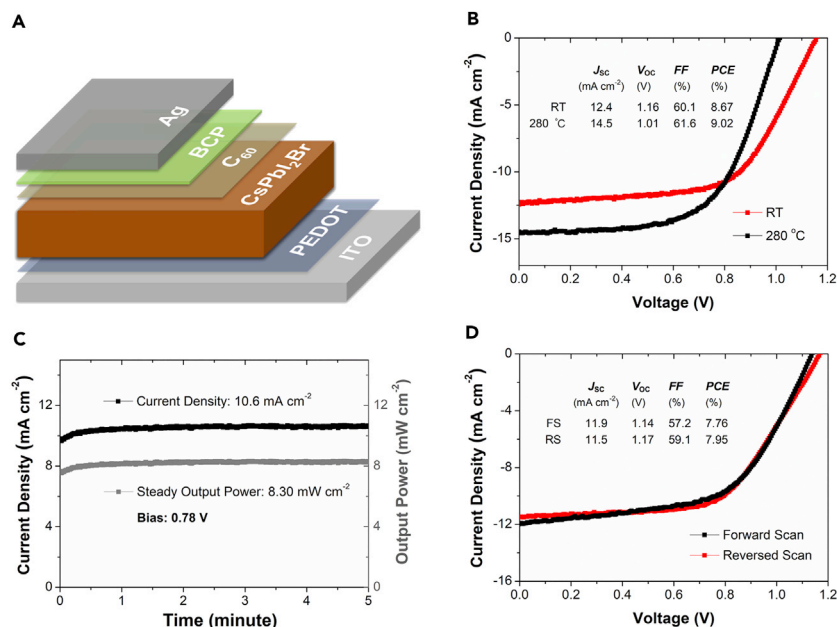 A
Ag
BCP
C60
CsPbI2Br
PEDOT
ITO
B
Current Density (mA cm-2)
0
-5
-10
-15
JSC VOC FF PCE
(mA cm-2) (V) (%) (%)
RT 12.4 1.16 60.1 8.67
280 °C 14.5 1.01 61.6 9.02
RT
280 °C
0.0 0.2 0.4 0.6 0.8 1.0 1.2
Voltage (V)
C
Current Density (mA cm-2)
12
9
6
3
0
Current Density: 10.6 mA cm-2
Steady Output Power: 8.30 mW cm-2
Bias: 0.78 V
12
8
4
0
Output Power (mW cm-2)
0 1 2 3 4 5
Time (minute)
D
Current Density (mA cm-2)
0
-4
-8
-12
-16
JSC VOC FF PCE
(mA cm-2) (V) (%) (%)
FS 11.9 1.14 57.2 7.76
RS 11.5 1.17 59.1 7.95
Forward Scan
Reversed Scan
0.0 0.2 0.4 0.6 0.8 1.0 1.2
Voltage (V)